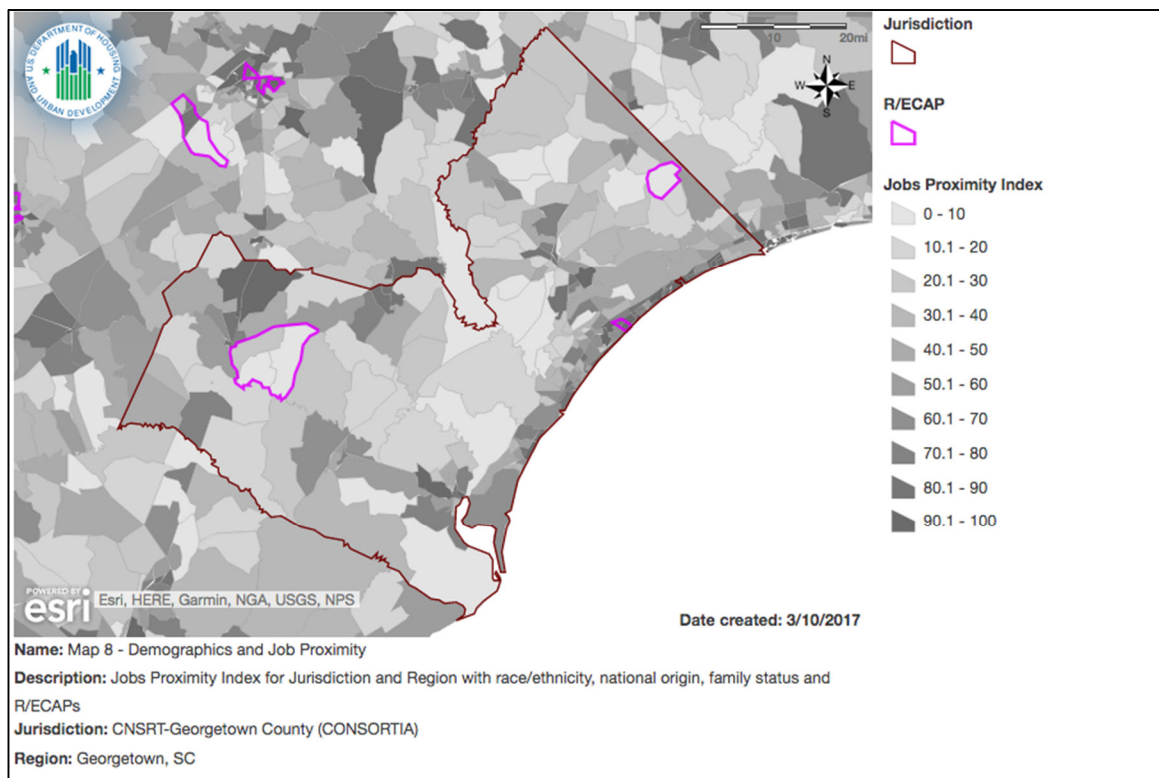 U.S. DEPARTMENT OF HOUSING AND URBAN DEVELOPMENT
10 20mi
N
W E
S
Jurisdiction
R/ECAP
Jobs Proximity Index
0 - 10
10.1 - 20
20.1 - 30
30.1 - 40
40.1 - 50
50.1 - 60
60.1 - 70
70.1 - 80
80.1 - 90
90.1 - 100
POWERED BY
esri
Esri, HERE, Garmin, NGA, USGS, NPS
Date created: 3/10/2017
Name: Map 8 - Demographics and Job Proximity
Description: Jobs Proximity Index for Jurisdiction and Region with race/ethnicity, national origin, family status and
R/ECAPs
Jurisdiction: CNSRT-Georgetown County (CONSORTIA)
Region: Georgetown, SC